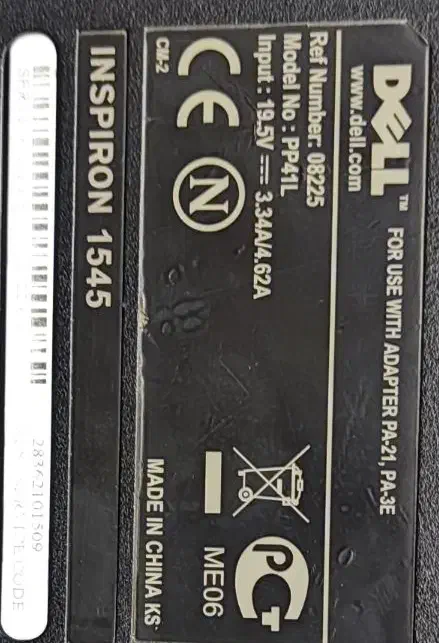 DELL™
www.dell.com
FOR USE WITH ADAPTER PA-21, PA-3E
Ref Number: 08225
Model No : PP41L
Input : 19.5V ⎓ 3.34A/4.62A
CE
N
CM-2
PCT
ME06
MADE IN CHINA KS
INSPIRON 1545